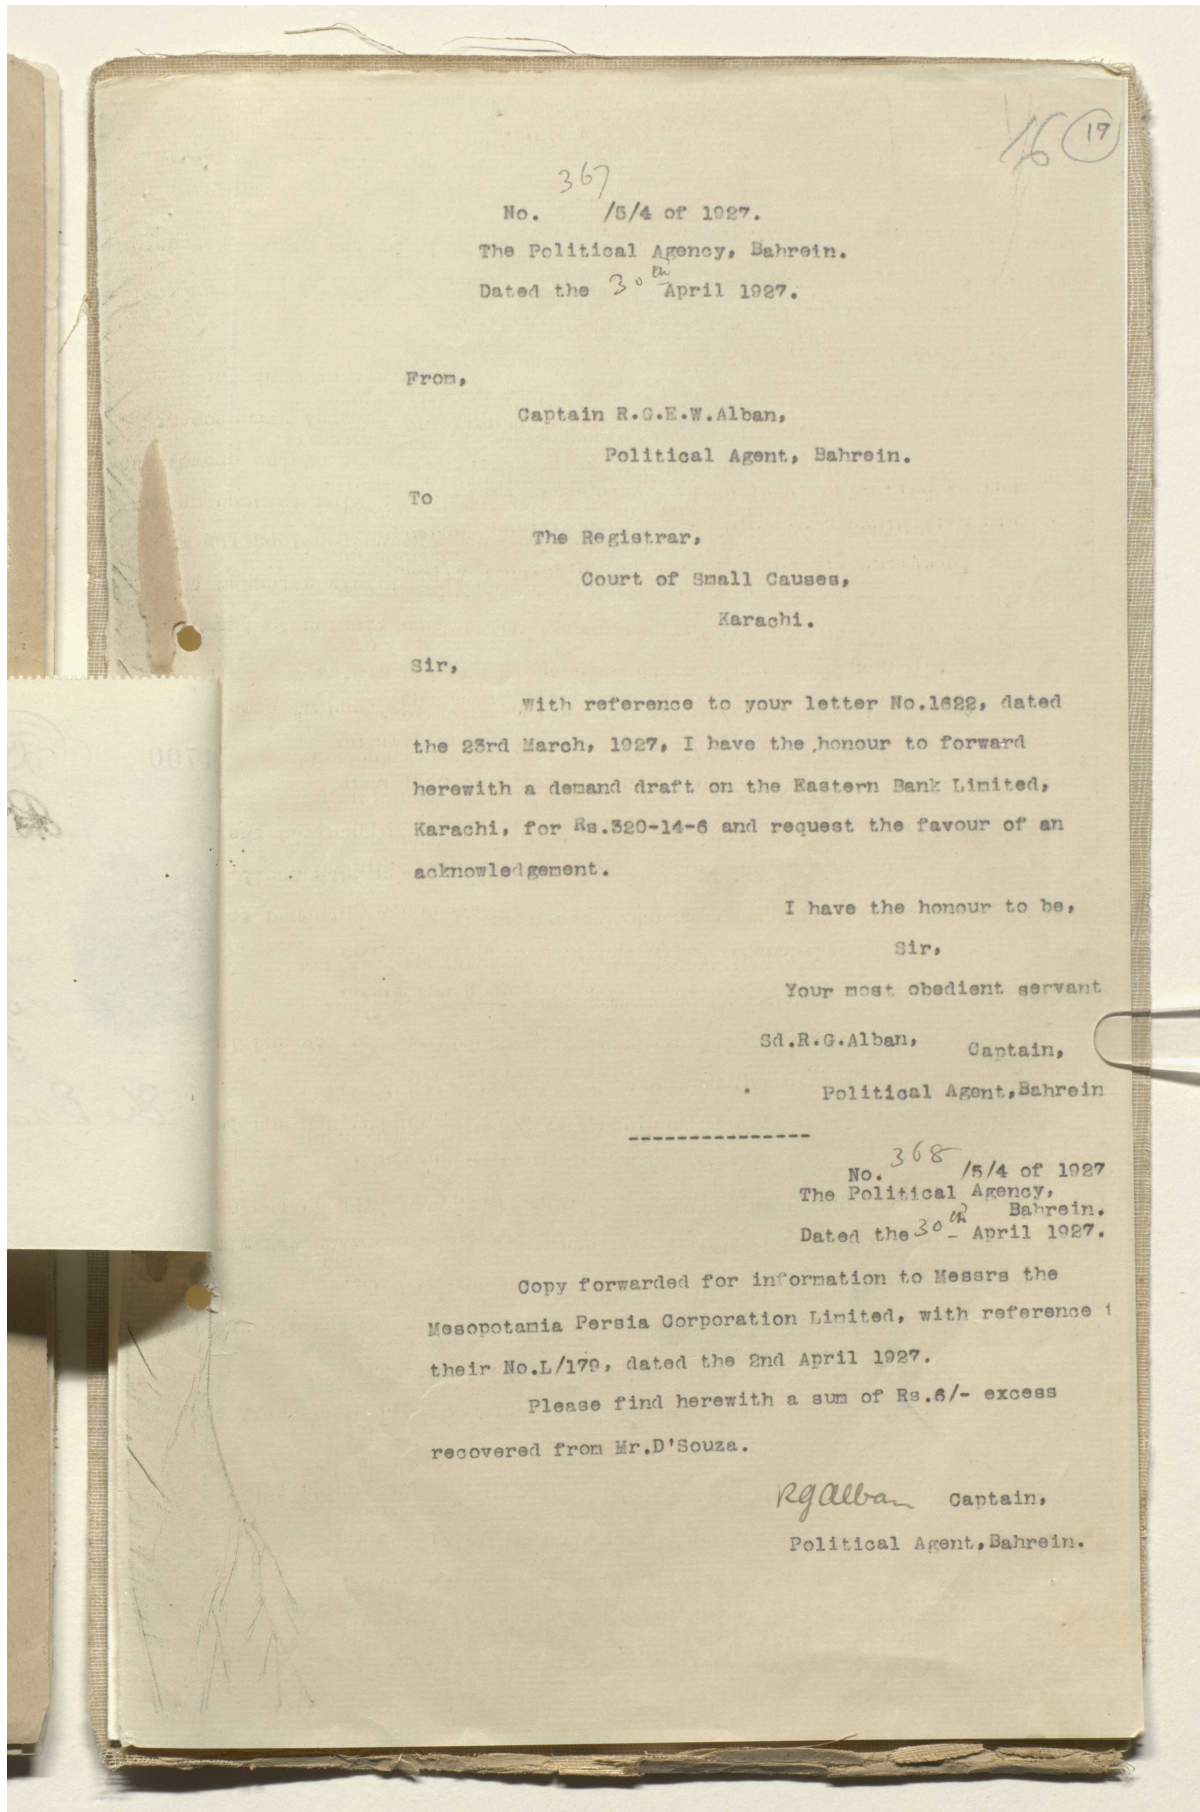 16 19
367
No. /5/4 of 1927.
The Political Agency, Bahrein.
Dated the 30th April 1927.
From,
Captain R.G.E.W.Alban,
Political Agent, Bahrein.
To
The Registrar,
Court of Small Causes,
Karachi.
Sir,
With reference to your letter No.1622, dated
the 23rd March, 1927, I have the honour to forward
herewith a demand draft on the Eastern Bank Limited,
Karachi, for Rs.320-14-6 and request the favour of an
acknowledgement.
I have the honour to be,
Sir,
Your most obedient servant
Sd.R.G.Alban, Captain,
Political Agent,Bahrein
---------------
No. 368 /5/4 of 1927
The Political Agency,
Bahrein.
Dated the 30th April 1927.
Copy forwarded for information to Messrs the
Mesopotamia Persia Corporation Limited, with reference
their No.L/179, dated the 2nd April 1927.
Please find herewith a sum of Rs.6/- excess
recovered from Mr.D'Souza.
RGAlban Captain,
Political Agent,Bahrein.